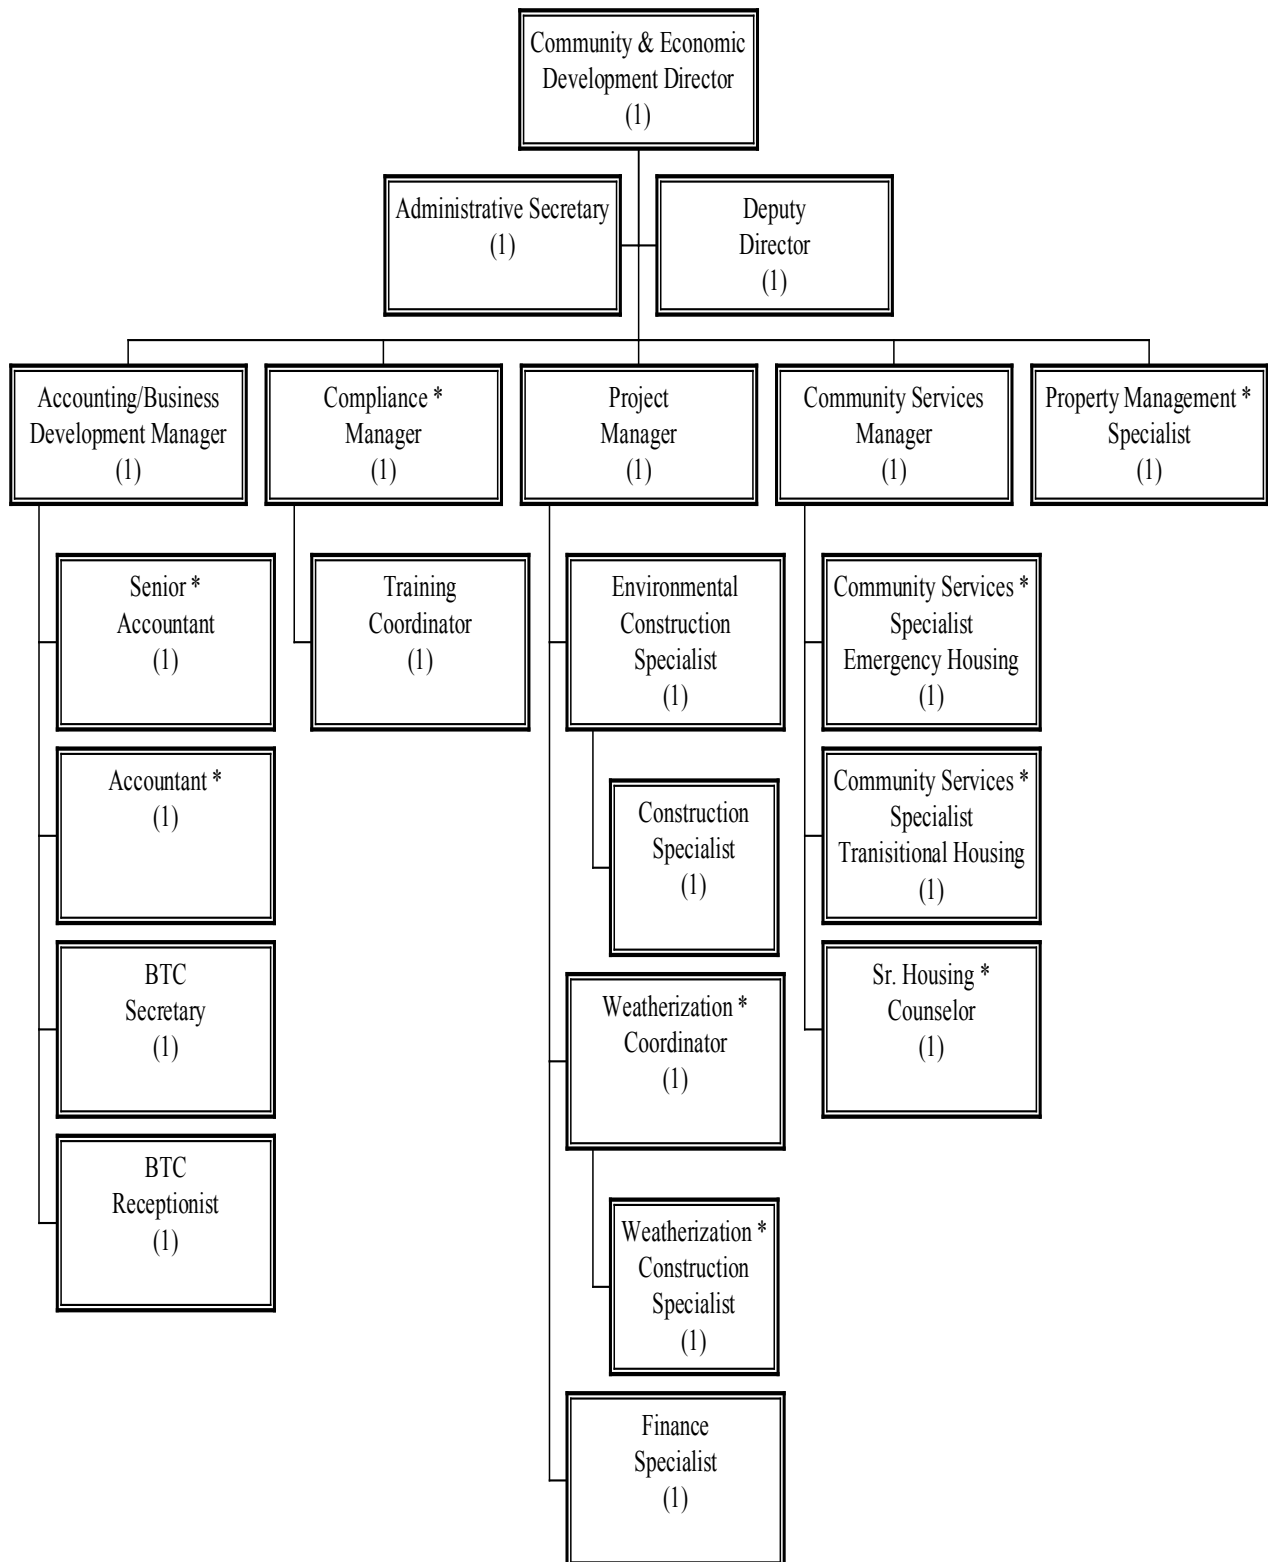 Community & Economic
Development Director
(1)
Administrative Secretary
(1)
Deputy
Director
(1)
Accounting/Business
Development Manager
(1)
Compliance *
Manager
(1)
Project
Manager
(1)
Community Services
Manager
(1)
Property Management *
Specialist
(1)
Senior *
Accountant
(1)
Accountant *
(1)
BTC
Secretary
(1)
BTC
Receptionist
(1)
Training
Coordinator
(1)
Environmental
Construction
Specialist
(1)
Construction
Specialist
(1)
Weatherization *
Coordinator
(1)
Weatherization *
Construction
Specialist
(1)
Finance
Specialist
(1)
Community Services *
Specialist
Emergency Housing
(1)
Community Services *
Specialist
Tranisitional Housing
(1)
Sr. Housing *
Counselor
(1)